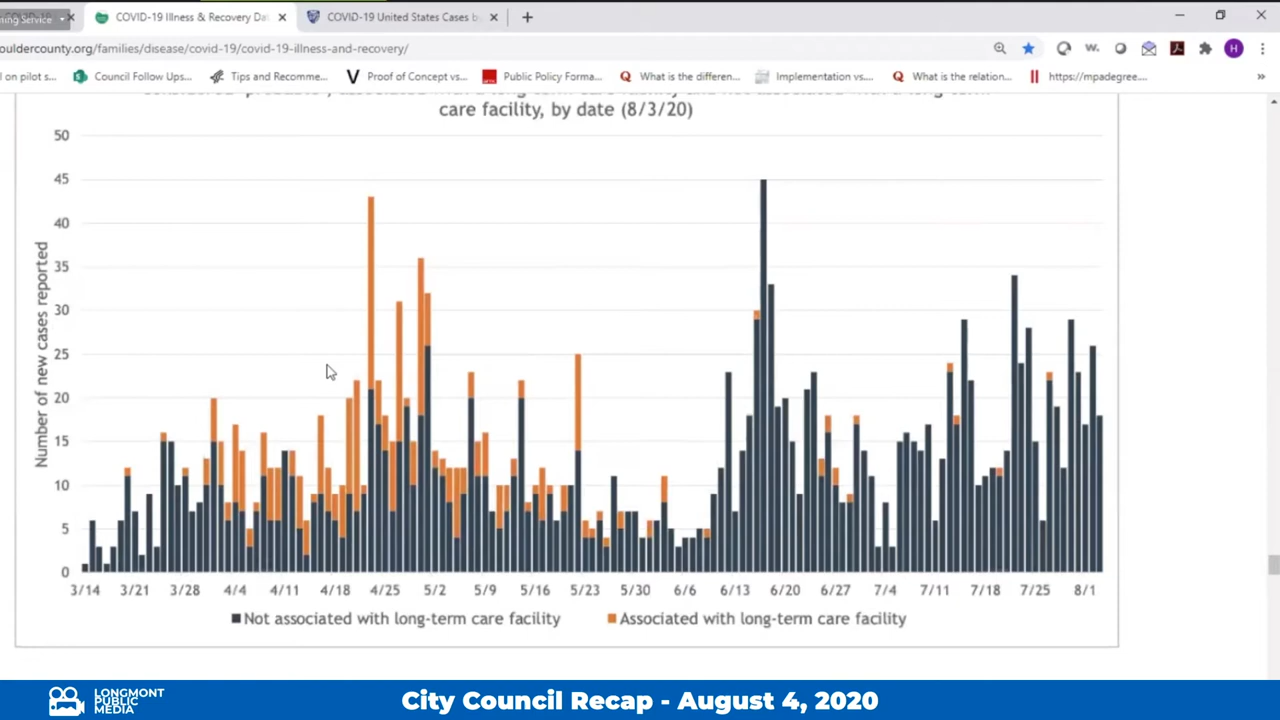 ning Service
COVID-19 Illness & Recovery Da
COVID-19 United States Cases b
ouldercounty.org/families/disease/covid-19/covid-19-illness-and-recovery/
l on pilot s...
Council Follow Ups...
Tips and Recomme...
Proof of Concept vs...
Public Policy Forma...
What is the differen...
Implementation vs....
What is the relation...
https://mpadegree....
care facility, by date (8/3/20)
Number of new cases reported
50
45
40
35
30
25
20
15
10
5
0
3/14 3/21 3/28 4/4 4/11 4/18 4/25 5/2 5/9 5/16 5/23 5/30 6/6 6/13 6/20 6/27 7/4 7/11 7/18 7/25 8/1
Not associated with long-term care facility Associated with long-term care facility
LONGMONT
PUBLIC
MEDIA
City Council Recap - August 4, 2020